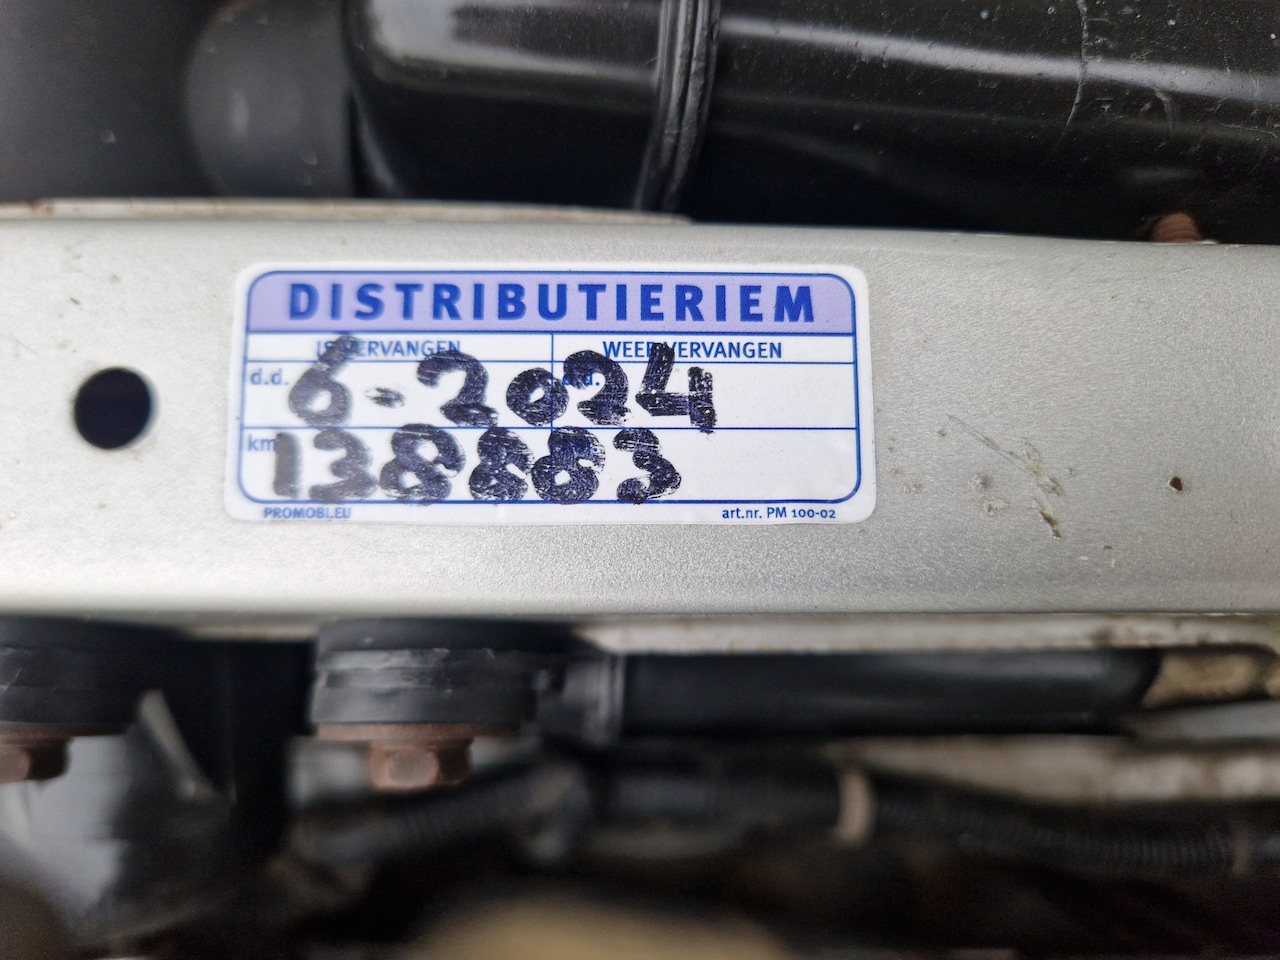 DISTRIBUTIERIEM
IS VERVANGEN WEER VERVANGEN
d.d. 6-2024 d.d.
km 138883
PROMOBI.EU art.nr. PM 100-02